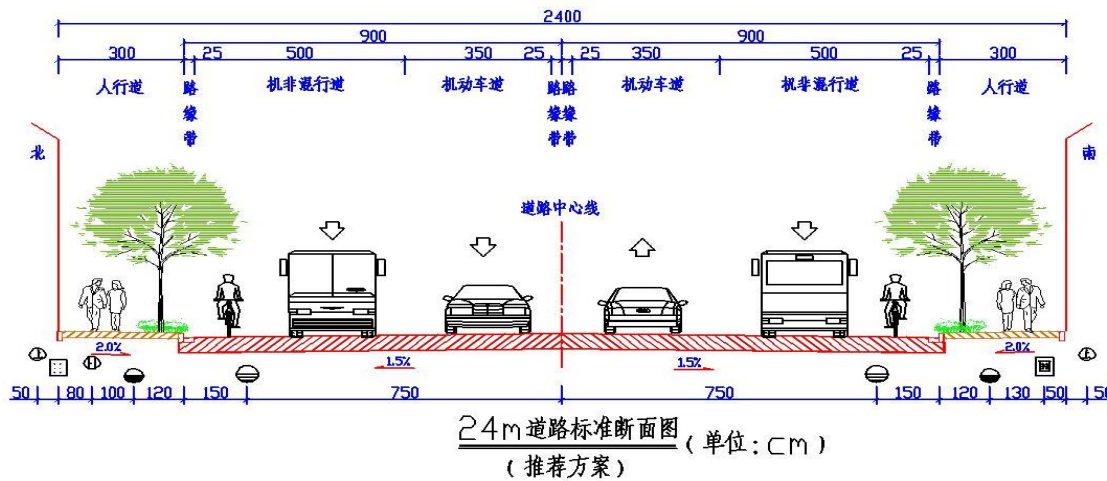 2400
900 900
300 25 500 350 25 25 350 500 25 300
人行道 路缘带 机非混行道 机动车道 路缘带 路缘带 机动车道 机非混行道 路缘带 人行道
北 南
道路中心线
2.0% 1.5% 1.5% 2.0%
50 80 100 120 150 750 750 150 120 130 50 50
24m道路标准断面图(单位:cm)
(推荐方案)